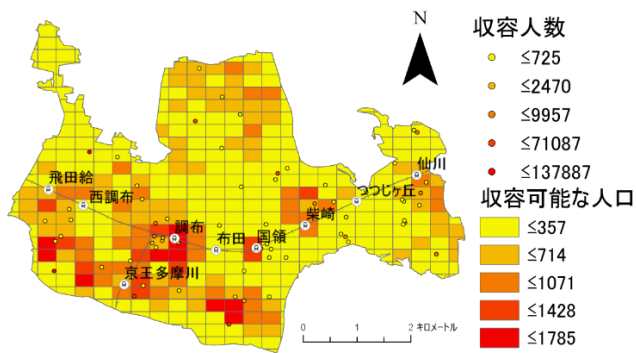 N
収容人数
≤725
≤2470
≤9957
≤71087
≤137887
収容可能な人口
≤357
≤714
≤1071
≤1428
≤1785
飛田給
西調布
調布
布田
国領
柴崎
つつじヶ丘
仙川
京王多摩川
0 1 2 キロメートル